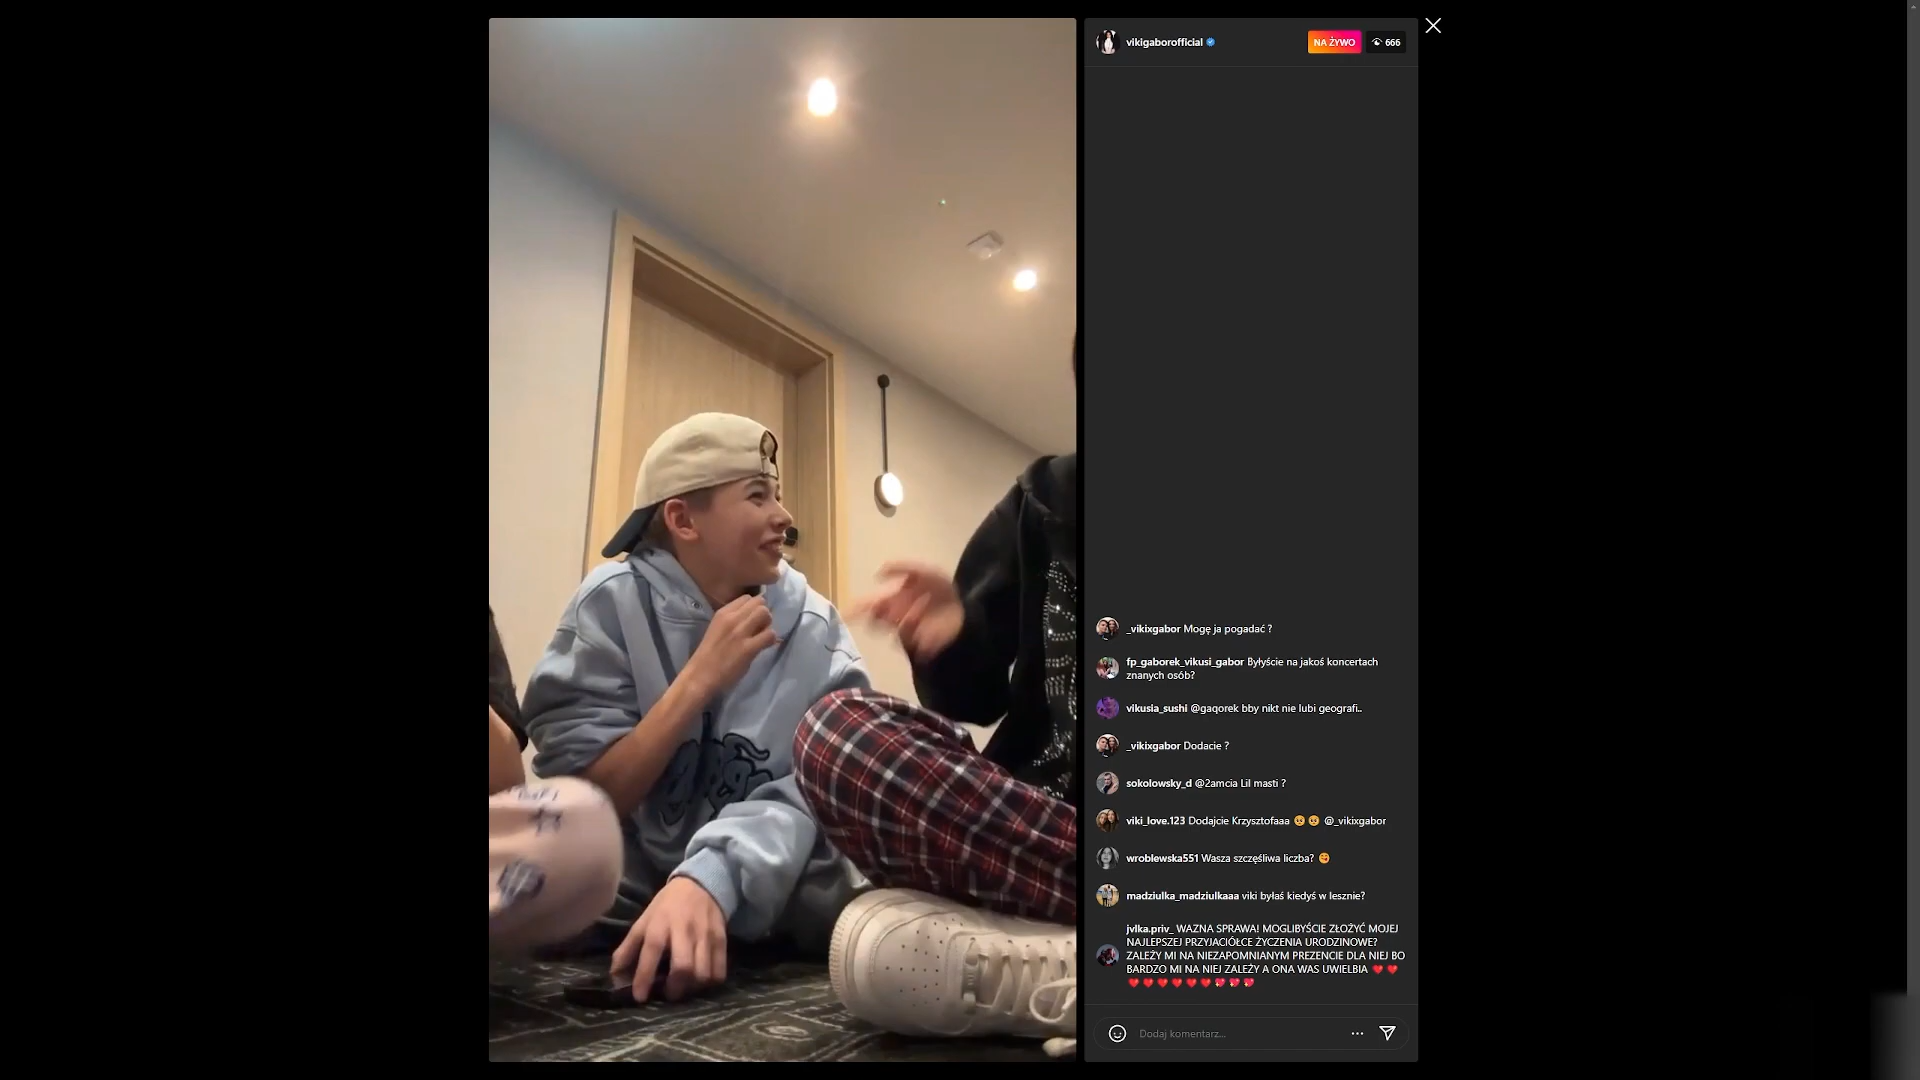 vikigaborofficial
NA ŻYWO
666
_vikixgabor Mogę ja pogadać ?
fp_gaborek_vikusi_gabor Byłyście na jakoś koncertach
znanych osób?
vikusia_sushi @gaqorek bby nikt nie lubi geografi..
_vikixgabor Dodacie ?
sokolowsky_d @2amcia Lil masti ?
viki_love.123 Dodajcie Krzysztofaaa 🥺🥺 @_vikixgabor
wroblewska551 Wasza szczęśliwa liczba? 🥰
madziulka_madziulkaaa viki byłaś kiedyś w lesznie?
jvlka.priv_ WAZNA SPRAWA! MOGLIBYŚCIE ZŁOŻYĆ MOJEJ
NAJLEPSZEJ PRZYJACIÓŁCE ŻYCZENIA URODZINOWE?
ZALEŻY MI NA NIEZAPOMNIANYM PREZENCIE DLA NIEJ BO
BARDZO MI NA NIEJ ZALEŻY A ONA WAS UWIELBIA ❤️❤️
❤️❤️❤️❤️❤️❤️💖💖💖
Dodaj komentarz...